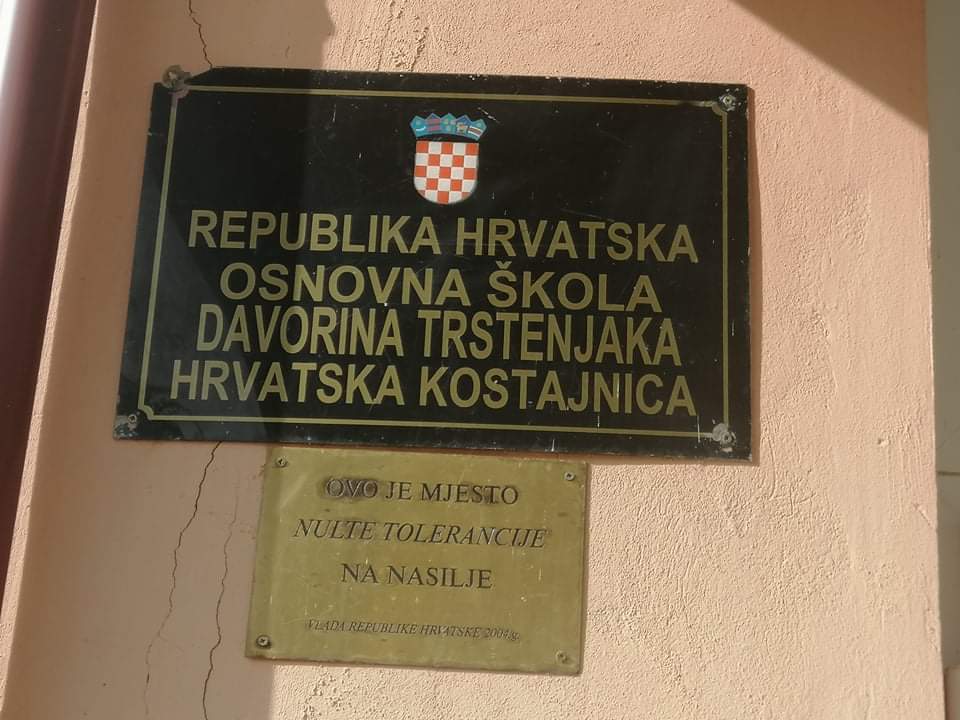 REPUBLIKA HRVATSKA
OSNOVNA ŠKOLA
DAVORINA TRSTENJAKA
HRVATSKA KOSTAJNICA
OVO JE MJESTO
NULTE TOLERANCIJE
NA NASILJE
VLADA REPUBLIKE HRVATSKE 2004.g.